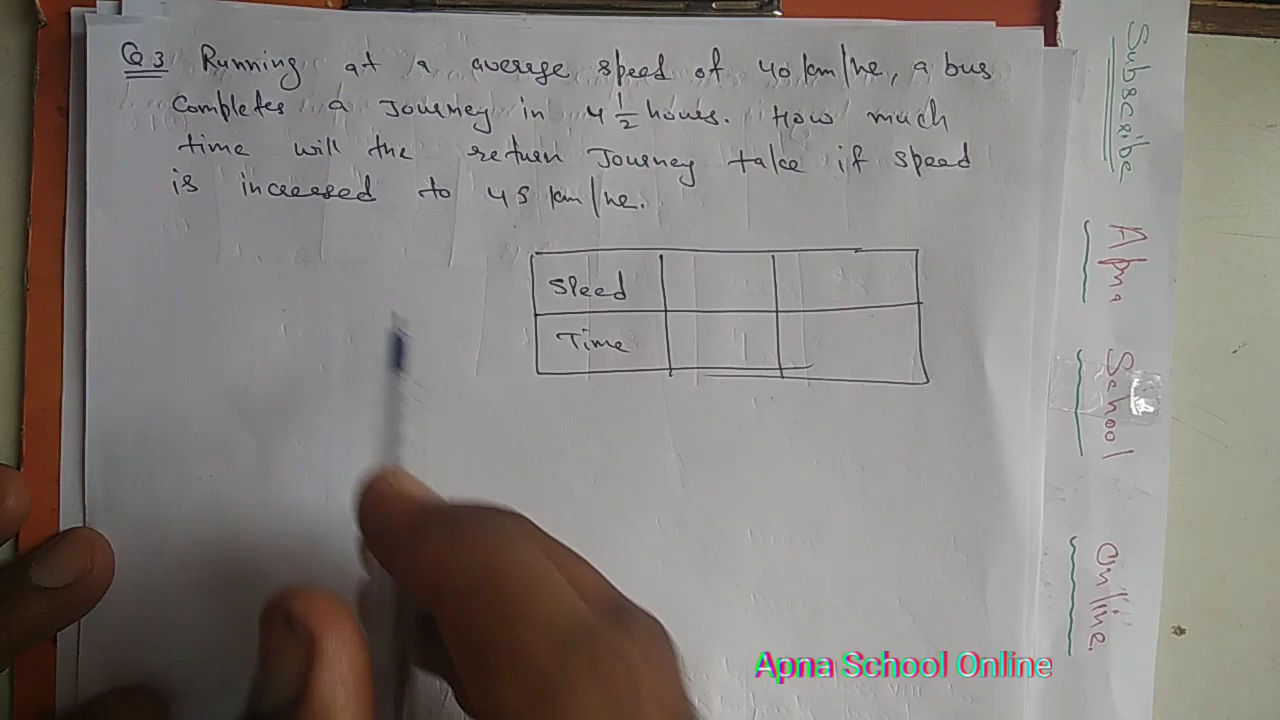 Q3 Running at a average speed of 40 km/hr, a bus
Completes a Journey in 4 1/2 hours. How much
time will the return Journey take if speed
is increased to 45 km/hr.
Speed
Time
Subscribe Apna School Online.
Apna School Online